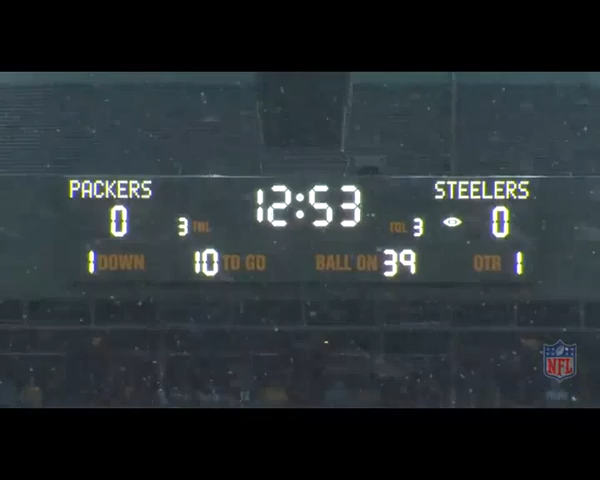 PACKERS 12:53 STEELERS
0 3 TOL TOL 3 0
1 DOWN 10 TO GO BALL ON 39 QTR 1
NFL